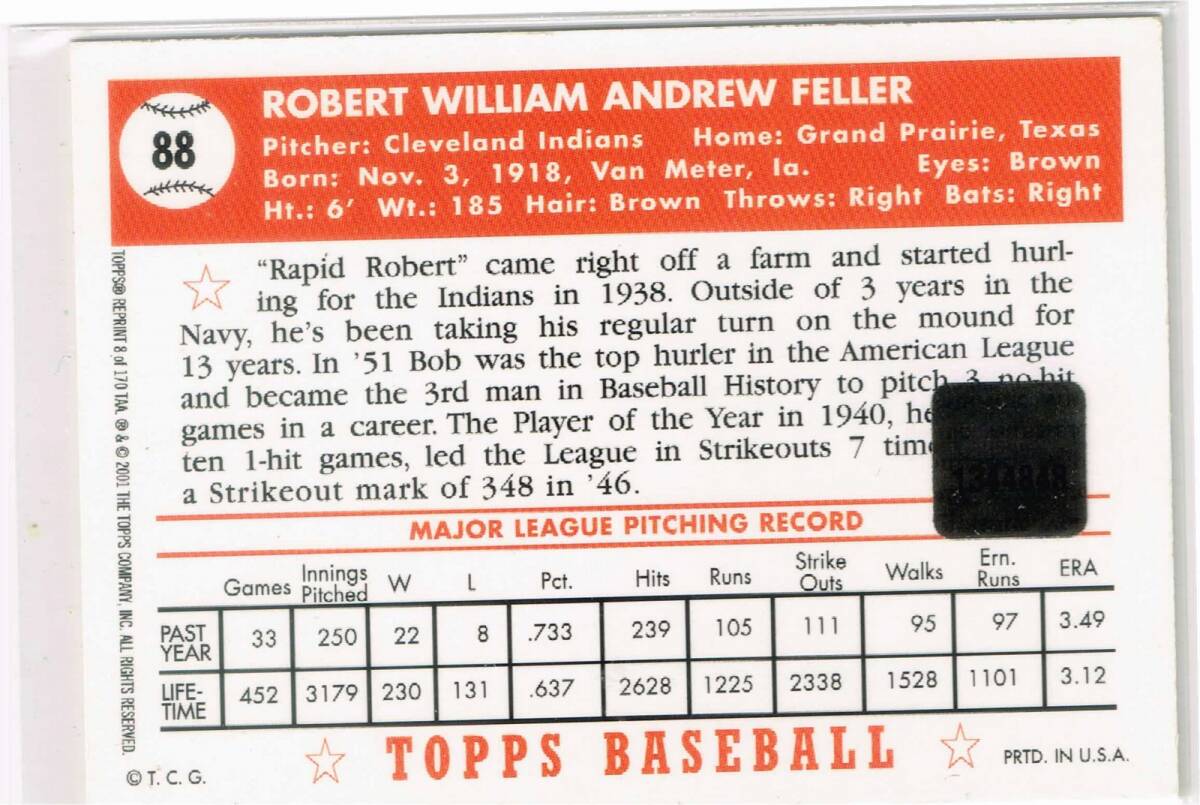 88
ROBERT WILLIAM ANDREW FELLER
Pitcher: Cleveland Indians Home: Grand Prairie, Texas
Born: Nov. 3, 1918, Van Meter, Ia. Eyes: Brown
Ht.: 6' Wt.: 185 Hair: Brown Throws: Right Bats: Right
"Rapid Robert" came right off a farm and started hurl-
ing for the Indians in 1938. Outside of 3 years in the
Navy, he's been taking his regular turn on the mound for
13 years. In '51 Bob was the top hurler in the American League
and became the 3rd man in Baseball History to pitch 3 no-hit
games in a career. The Player of the Year in 1940, he
ten 1-hit games, led the League in Strikeouts 7 time
a Strikeout mark of 348 in '46.
1344848
MAJOR LEAGUE PITCHING RECORD
Games Innings Pitched W L Pct. Hits Runs Strike Outs Walks Ern. Runs ERA
PAST YEAR 33 250 22 8 .733 239 105 111 95 97 3.49
LIFE-TIME 452 3179 230 131 .637 2628 1225 2338 1528 1101 3.12
TOPPS BASEBALL
© T. C. G.
PRTD. IN U.S.A.
TOPPS® REPRINT 8 of 170 TAA. ® & © 2001 THE TOPPS COMPANY, INC. ALL RIGHTS RESERVED.